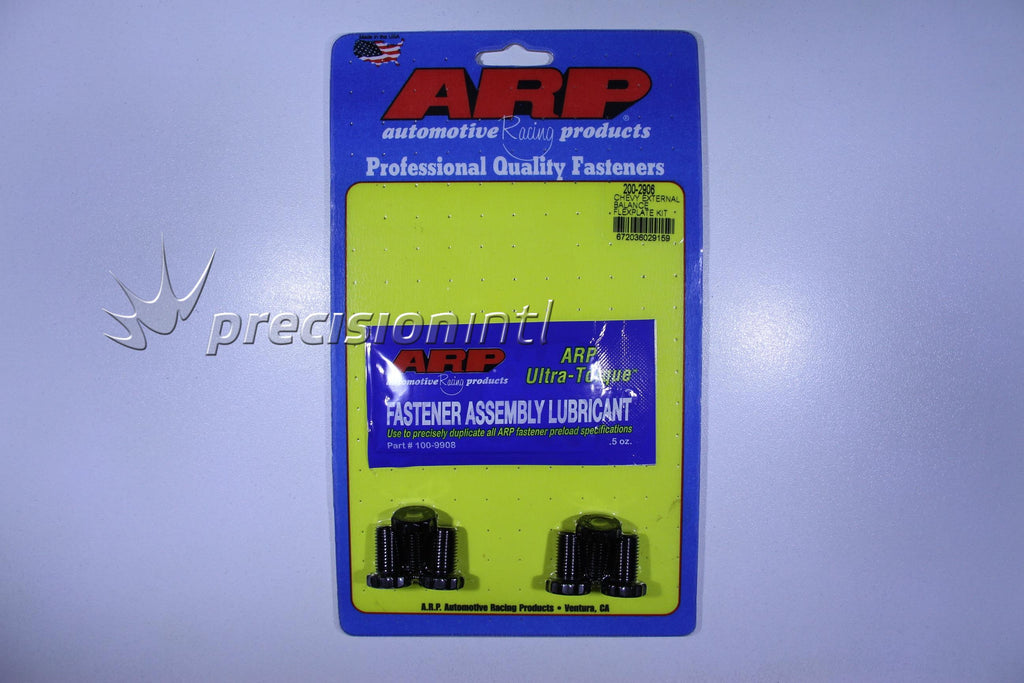 Made in the USA
ARP
automotive Racing products
Professional Quality Fasteners
200-2906
CHEVY EXTERNAL
BALANCE
FLEXPLATE KIT
672036029159
precisionintl
ARP
automotive Racing products
ARP
Ultra-Torque™
FASTENER ASSEMBLY LUBRICANT
Use to precisely duplicate all ARP fastener preload specifications
Part # 100-9908
.5 oz.
A.R.P. Automotive Racing Products • Ventura, CA